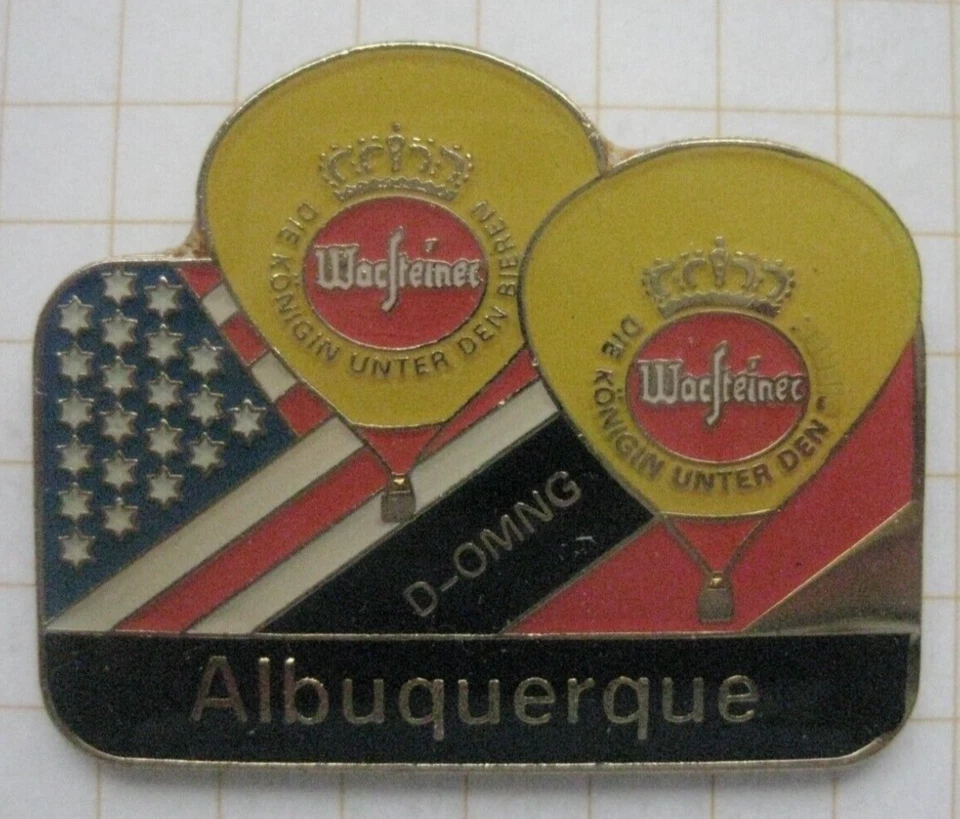 Warsteiner
DIE KÖNIGIN UNTER DEN BIEREN
Warsteiner
DIE KÖNIGIN UNTER DEN
D-OMNG
Albuquerque